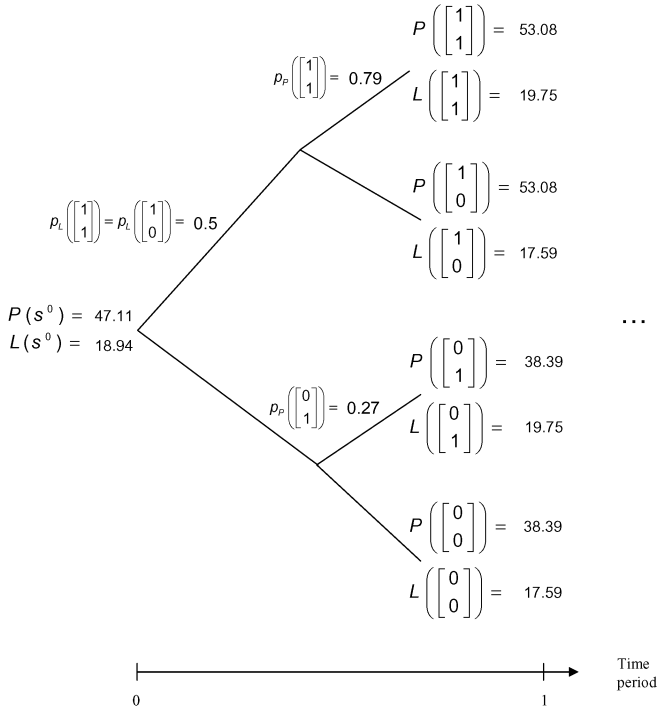 P([1 1]) = 53.08
p_P([1 1]) = 0.79
L([1 1]) = 19.75
P([1 0]) = 53.08
p_L([1 1]) = p_L([1 0]) = 0.5
L([1 0]) = 17.59
P(s^0) = 47.11
L(s^0) = 18.94
...
P([0 1]) = 38.39
p_P([0 1]) = 0.27
L([0 1]) = 19.75
P([0 0]) = 38.39
L([0 0]) = 17.59
Time
period
0
1